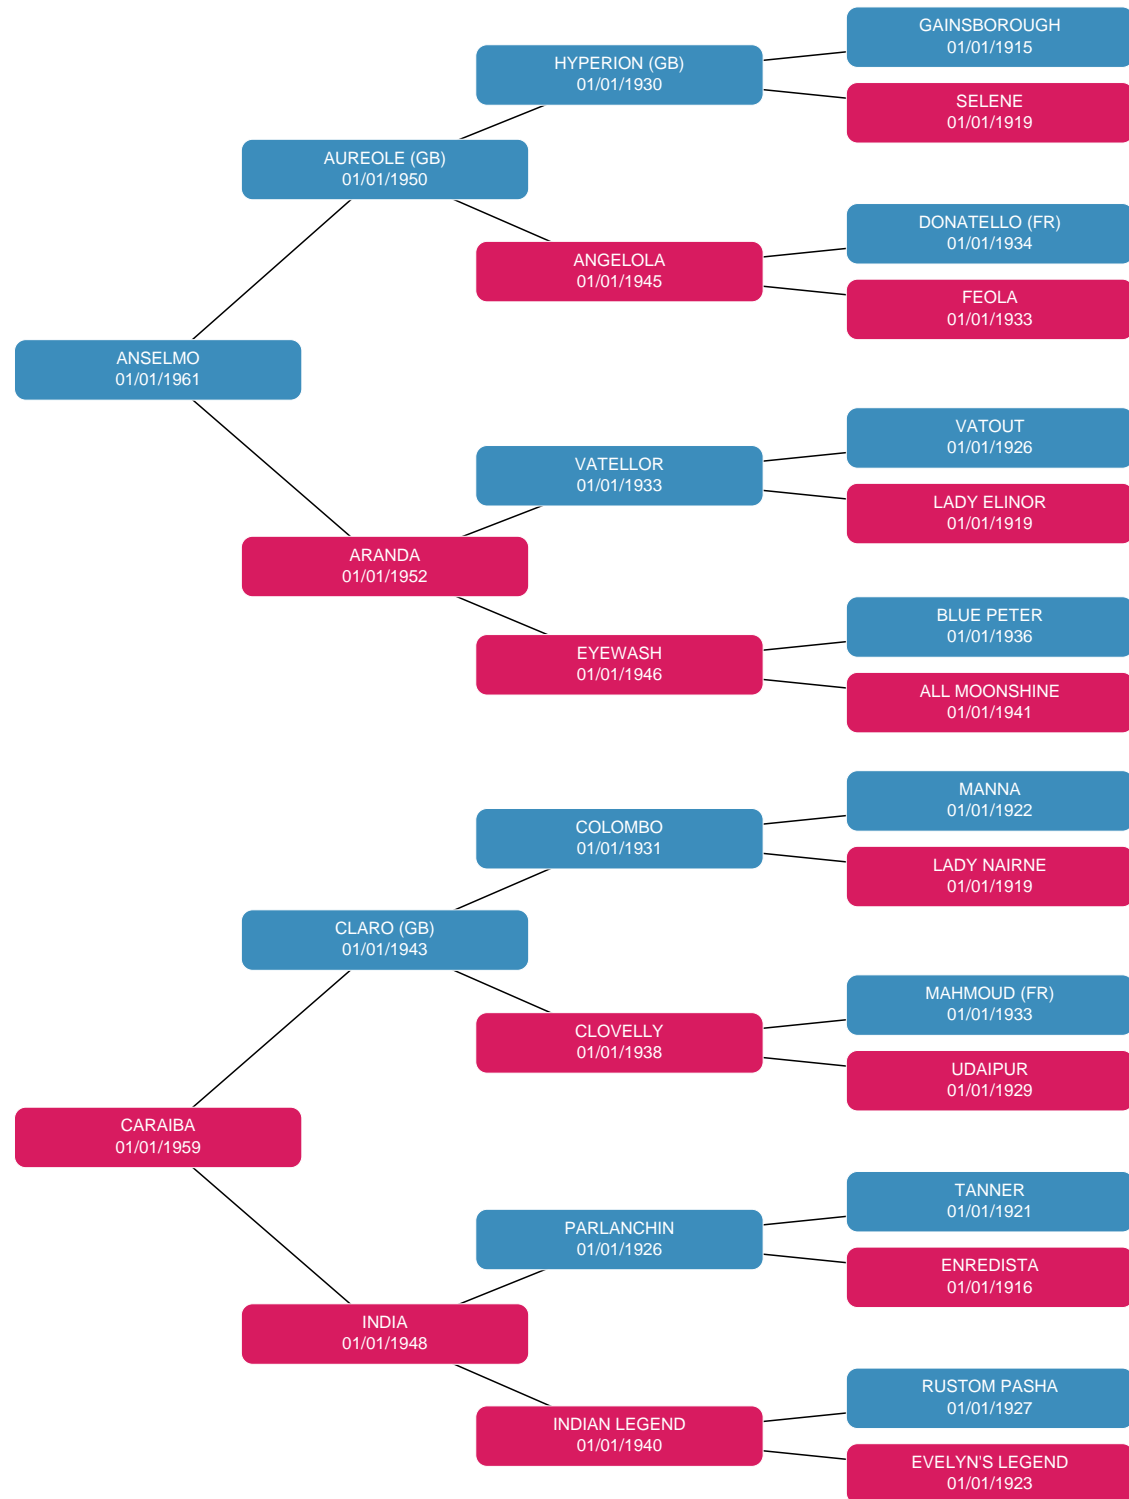 GAINSBOROUGH
01/01/1915
HYPERION (GB)
01/01/1930
SELENE
01/01/1919
AUREOLE (GB)
01/01/1950
DONATELLO (FR)
01/01/1934
ANGELOLA
01/01/1945
FEOLA
01/01/1933
ANSELMO
01/01/1961
VATOUT
01/01/1926
VATELLOR
01/01/1933
LADY ELINOR
01/01/1919
ARANDA
01/01/1952
BLUE PETER
01/01/1936
EYEWASH
01/01/1946
ALL MOONSHINE
01/01/1941
MANNA
01/01/1922
COLOMBO
01/01/1931
LADY NAIRNE
01/01/1919
CLARO (GB)
01/01/1943
MAHMOUD (FR)
01/01/1933
CLOVELLY
01/01/1938
UDAIPUR
01/01/1929
CARAIBA
01/01/1959
TANNER
01/01/1921
PARLANCHIN
01/01/1926
ENREDISTA
01/01/1916
INDIA
01/01/1948
RUSTOM PASHA
01/01/1927
INDIAN LEGEND
01/01/1940
EVELYN'S LEGEND
01/01/1923